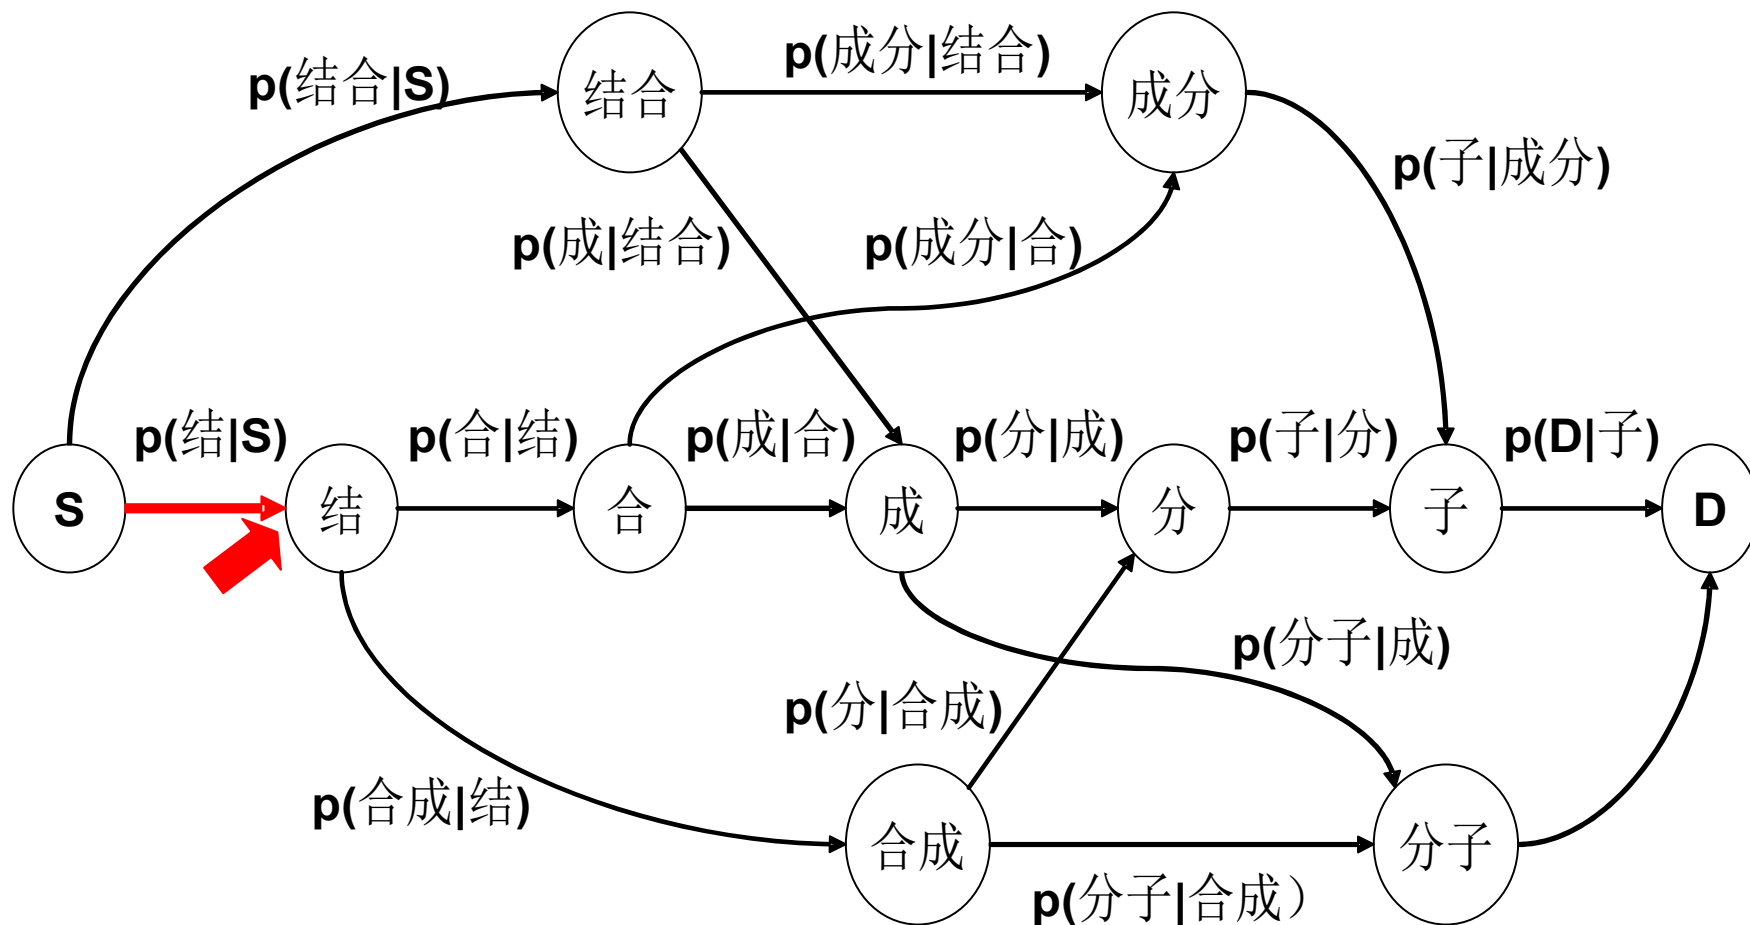 p(结合|S)
结合
p(成分|结合)
成分
p(子|成分)
p(成|结合)
p(成分|合)
S
p(结|S)
结
p(合|结)
合
p(成|合)
成
p(分|成)
分
p(子|分)
子
p(D|子)
D
p(分子|成)
p(分|合成)
p(合成|结)
合成
分子
p(分子|合成）